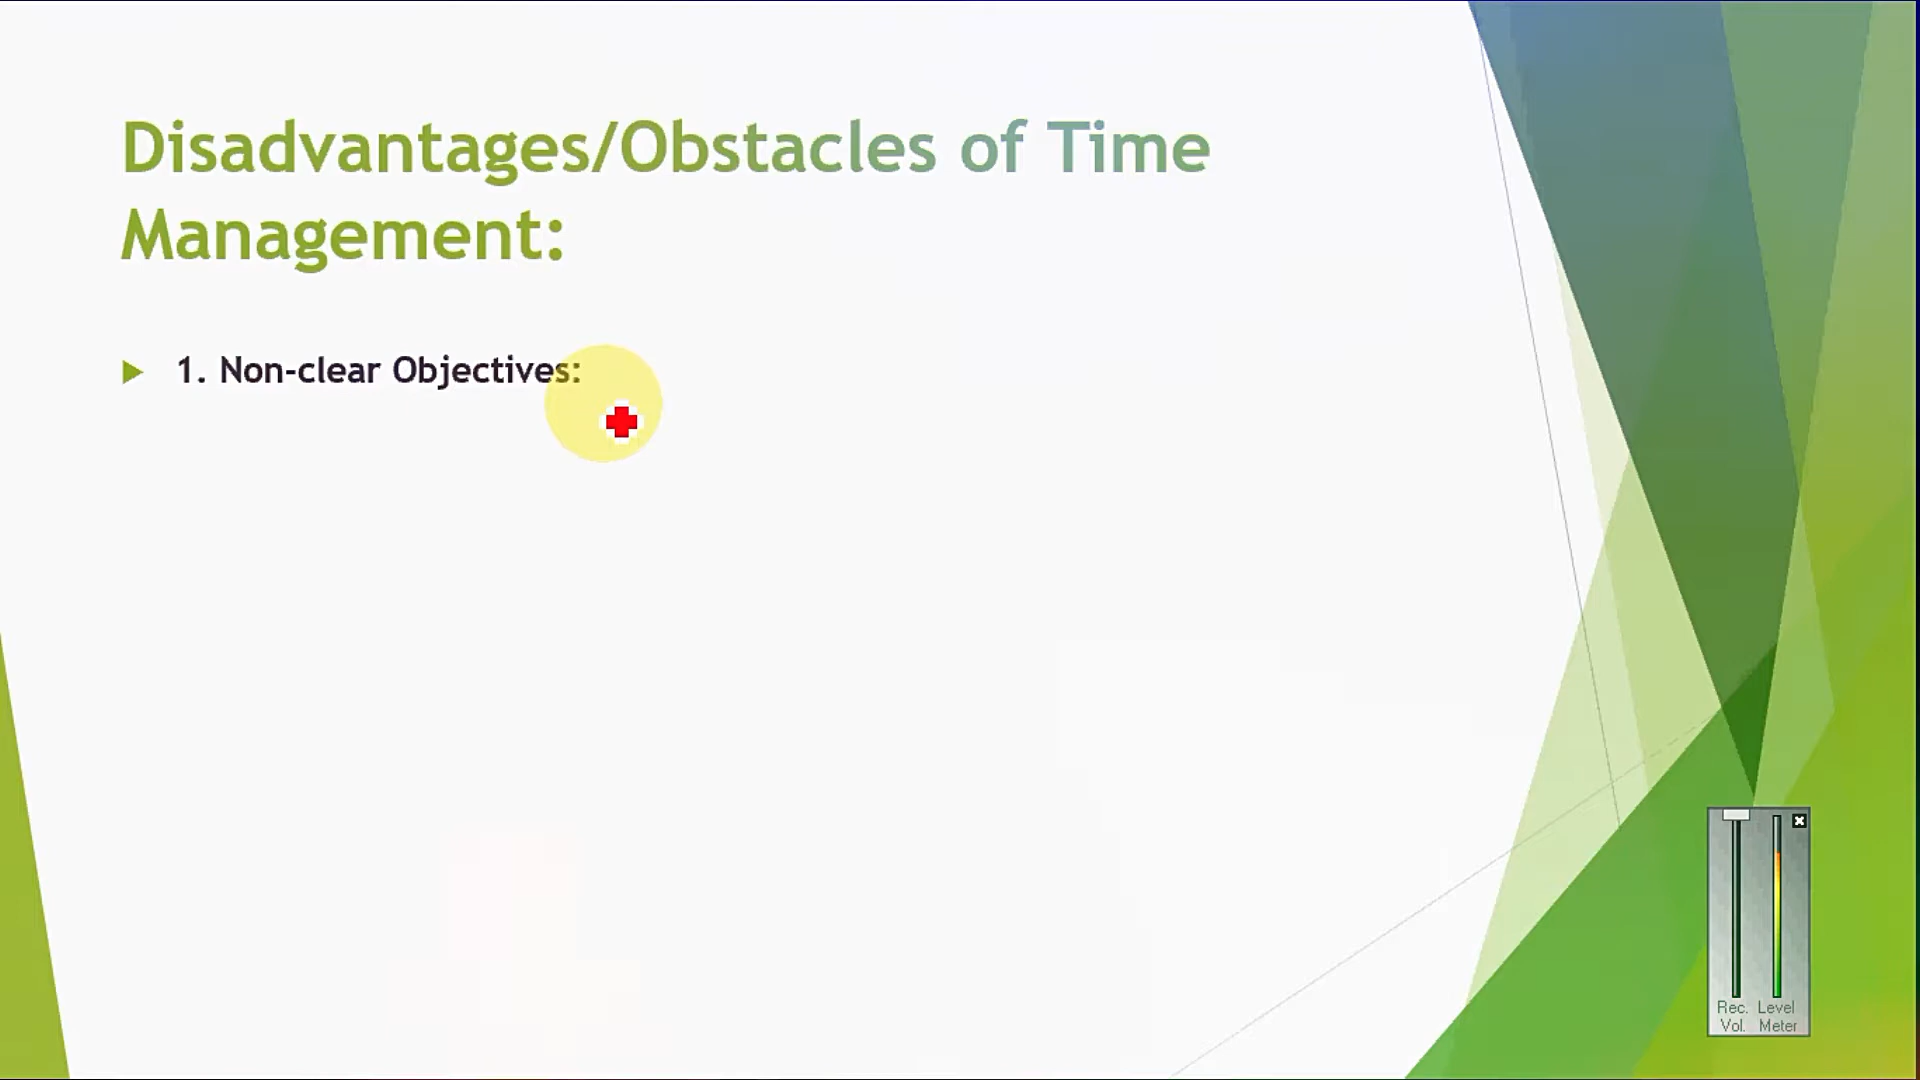 Disadvantages/Obstacles of Time
Management:
1. Non-clear Objectives:
Rec. Level
Vol. Meter